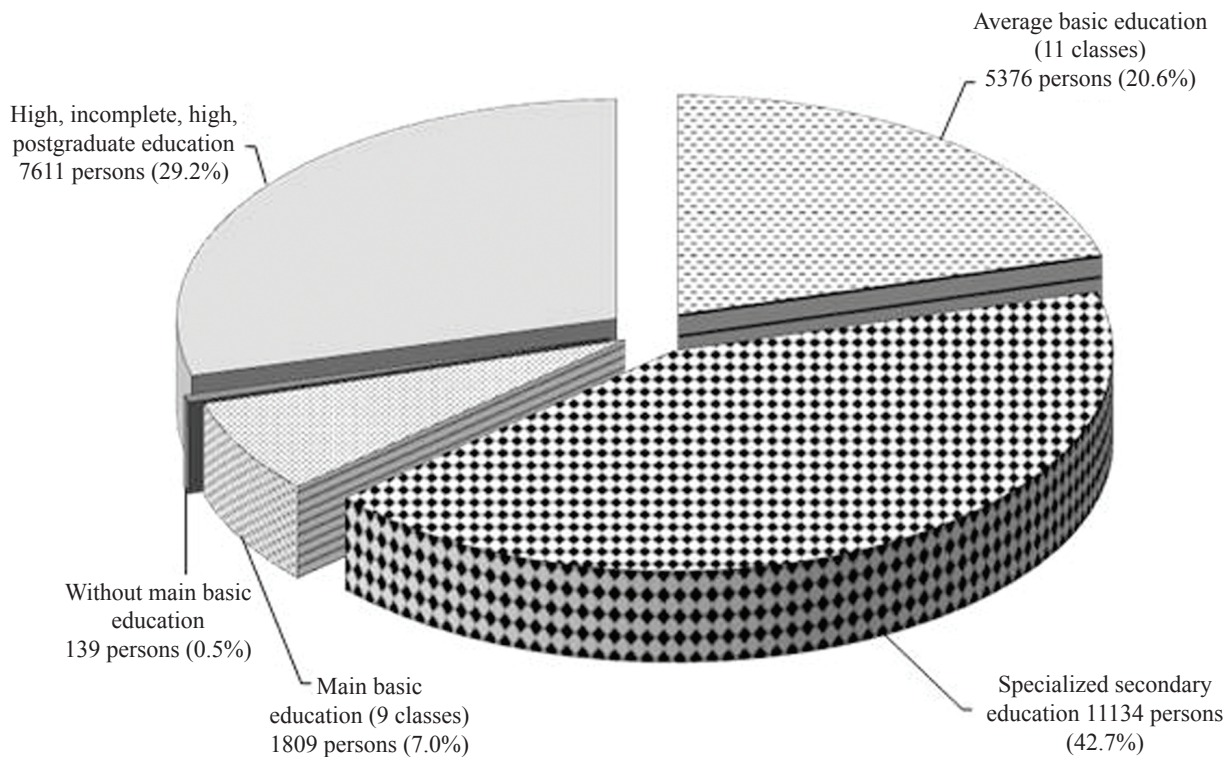 Average basic education
(11 classes)
5376 persons (20.6%)
High, incomplete, high,
postgraduate education
7611 persons (29.2%)
Without main basic
education
139 persons (0.5%)
Main basic
education (9 classes)
1809 persons (7.0%)
Specialized secondary
education 11134 persons
(42.7%)